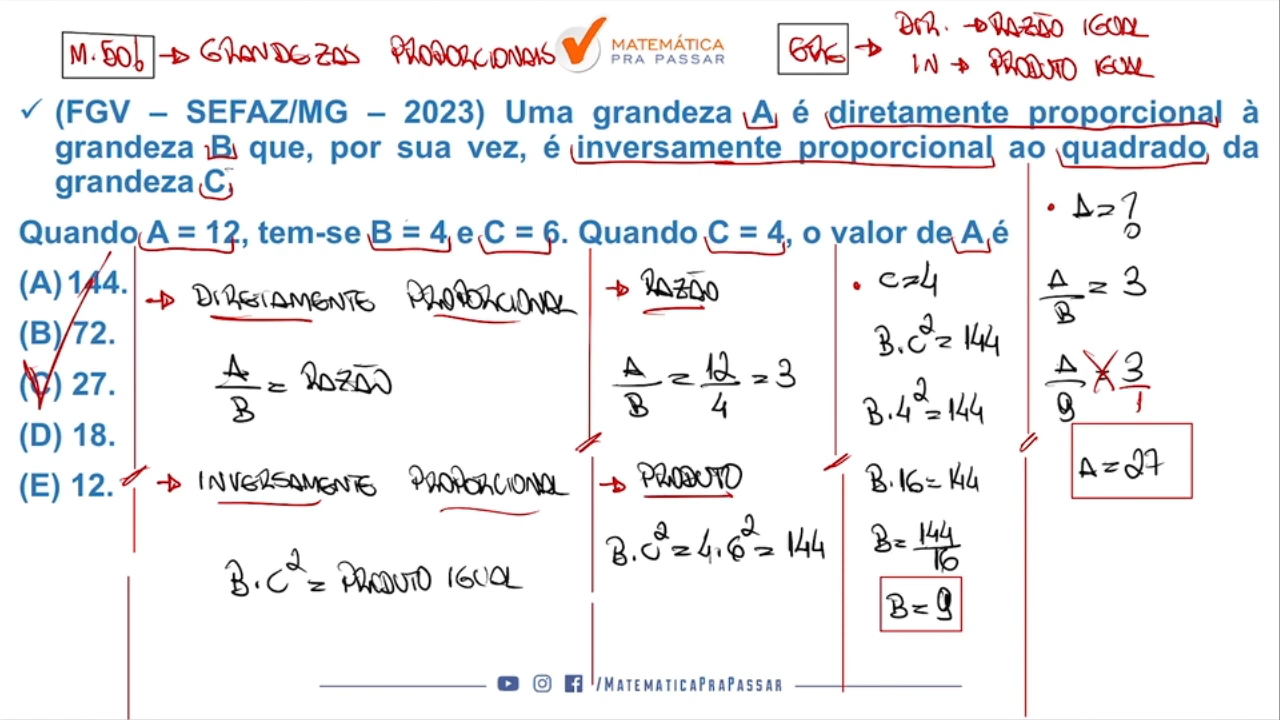 M.50! → GRANDEZAS PROPORCIONAIS
MATEMÁTICA
PRA PASSAR
DIR. → RAZÃO IGUAL
IN → PRODUTO IGUAL
✓ (FGV – SEFAZ/MG – 2023) Uma grandeza A é diretamente proporcional à
grandeza B que, por sua vez, é inversamente proporcional ao quadrado da
grandeza C.
Quando A = 12, tem-se B = 4 e C = 6. Quando C = 4, o valor de A é
(A) 144.
(B) 72.
(C) 27.
(D) 18.
(E) 12.
→ DIRETAMENTE PROPORCIONAL
A/B = RAZÃO
→ INVERSAMENTE PROPORCIONAL
B.C² = PRODUTO IGUAL
→ RAZÃO
A/B = 12/4 = 3
→ PRODUTO
B.C² = 4.6² = 144
• C=4
B.C² = 144
B.4² = 144
B.16 = 144
B = 144/16
B = 9
• A = ?
A/B = 3
A/9 = 3/1
A = 27
/MATEMATICAPRAPASSAR